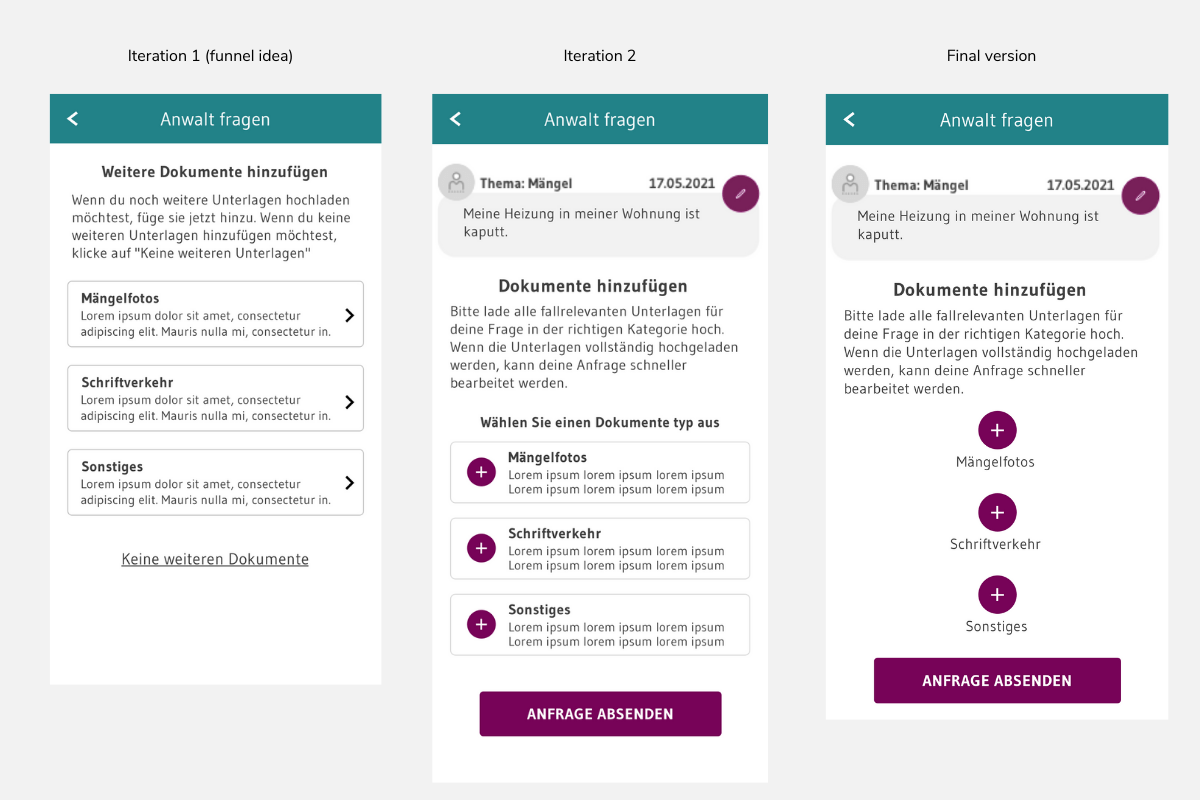 Iteration 1 (funnel idea)
Anwalt fragen
Weitere Dokumente hinzufügen
Wenn du noch weitere Unterlagen hochladen
möchtest, füge sie jetzt hinzu. Wenn du keine
weiteren Unterlagen hinzufügen möchtest,
klicke auf "Keine weiteren Unterlagen"
Mängelfotos
Lorem ipsum dolor sit amet, consectetur
adipiscing elit. Mauris nulla mi, consectetur in.
Schriftverkehr
Lorem ipsum dolor sit amet, consectetur
adipiscing elit. Mauris nulla mi, consectetur in.
Sonstiges
Lorem ipsum dolor sit amet, consectetur
adipiscing elit. Mauris nulla mi, consectetur in.
Keine weiteren Dokumente
Iteration 2
Anwalt fragen
Thema: Mängel 17.05.2021
Meine Heizung in meiner Wohnung ist
kaputt.
Dokumente hinzufügen
Bitte lade alle fallrelevanten Unterlagen für
deine Frage in der richtigen Kategorie hoch.
Wenn die Unterlagen vollständig hochgeladen
werden, kann deine Anfrage schneller
bearbeitet werden.
Wählen Sie einen Dokumente typ aus
Mängelfotos
Lorem ipsum lorem ipsum lorem ipsum
Lorem ipsum lorem ipsum lorem ipsum
Schriftverkehr
Lorem ipsum lorem ipsum lorem ipsum
Lorem ipsum lorem ipsum lorem ipsum
Sonstiges
Lorem ipsum lorem ipsum lorem ipsum
Lorem ipsum lorem ipsum lorem ipsum
ANFRAGE ABSENDEN
Final version
Anwalt fragen
Thema: Mängel 17.05.2021
Meine Heizung in meiner Wohnung ist
kaputt.
Dokumente hinzufügen
Bitte lade alle fallrelevanten Unterlagen für
deine Frage in der richtigen Kategorie hoch.
Wenn die Unterlagen vollständig hochgeladen
werden, kann deine Anfrage schneller
bearbeitet werden.
Mängelfotos
Schriftverkehr
Sonstiges
ANFRAGE ABSENDEN